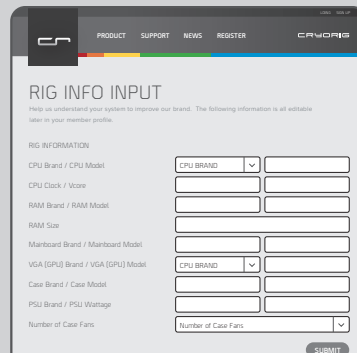 LOGIN SIGN UP
PRODUCT SUPPORT NEWS REGISTER CRYORIG
RIG INFO INPUT
Help us understand your system to improve our brand. The following information is all editable
later in your member profile.
RIG INFORMATION
CPU Brand / CPU Model CPU BRAND
CPU Clock / Vcore
RAM Brand / RAM Model
RAM Size
Mainboard Brand / Mainboard Model
VGA (GPU) Brand / VGA (GPU) Model CPU BRAND
Case Brand / Case Model
PSU Brand / PSU Wattage
Number of Case Fans Number of Case Fans
SUBMIT